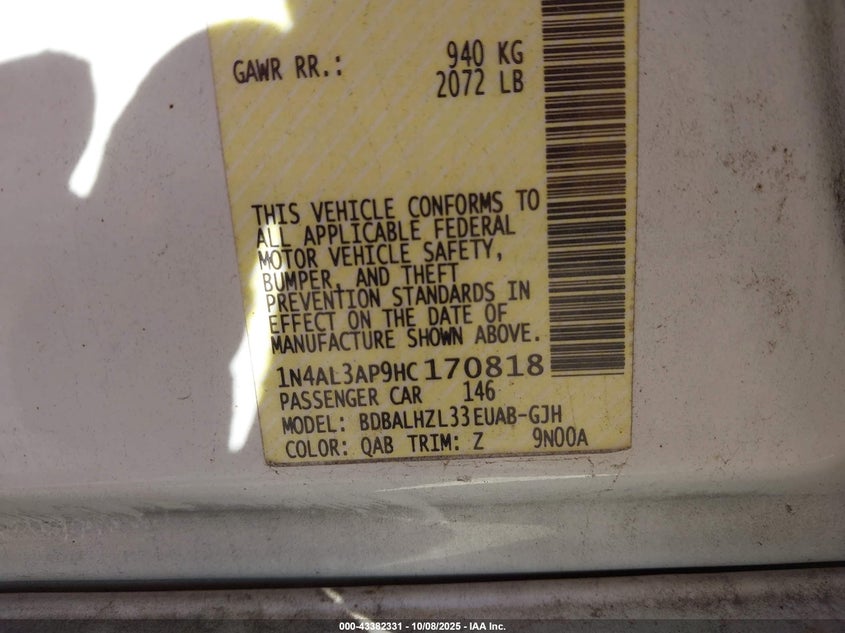 GAWR RR.: 940 KG
2072 LB
THIS VEHICLE CONFORMS TO
ALL APPLICABLE FEDERAL
MOTOR VEHICLE SAFETY,
BUMPER, AND THEFT
PREVENTION STANDARDS IN
EFFECT ON THE DATE OF
MANUFACTURE SHOWN ABOVE.
1N4AL3AP9HC170818
PASSENGER CAR 146
MODEL: BDBALHZL33EUAB-GJH
COLOR: QAB TRIM: Z 9N00A
000-43382331 - 10/08/2025 - IAA Inc.